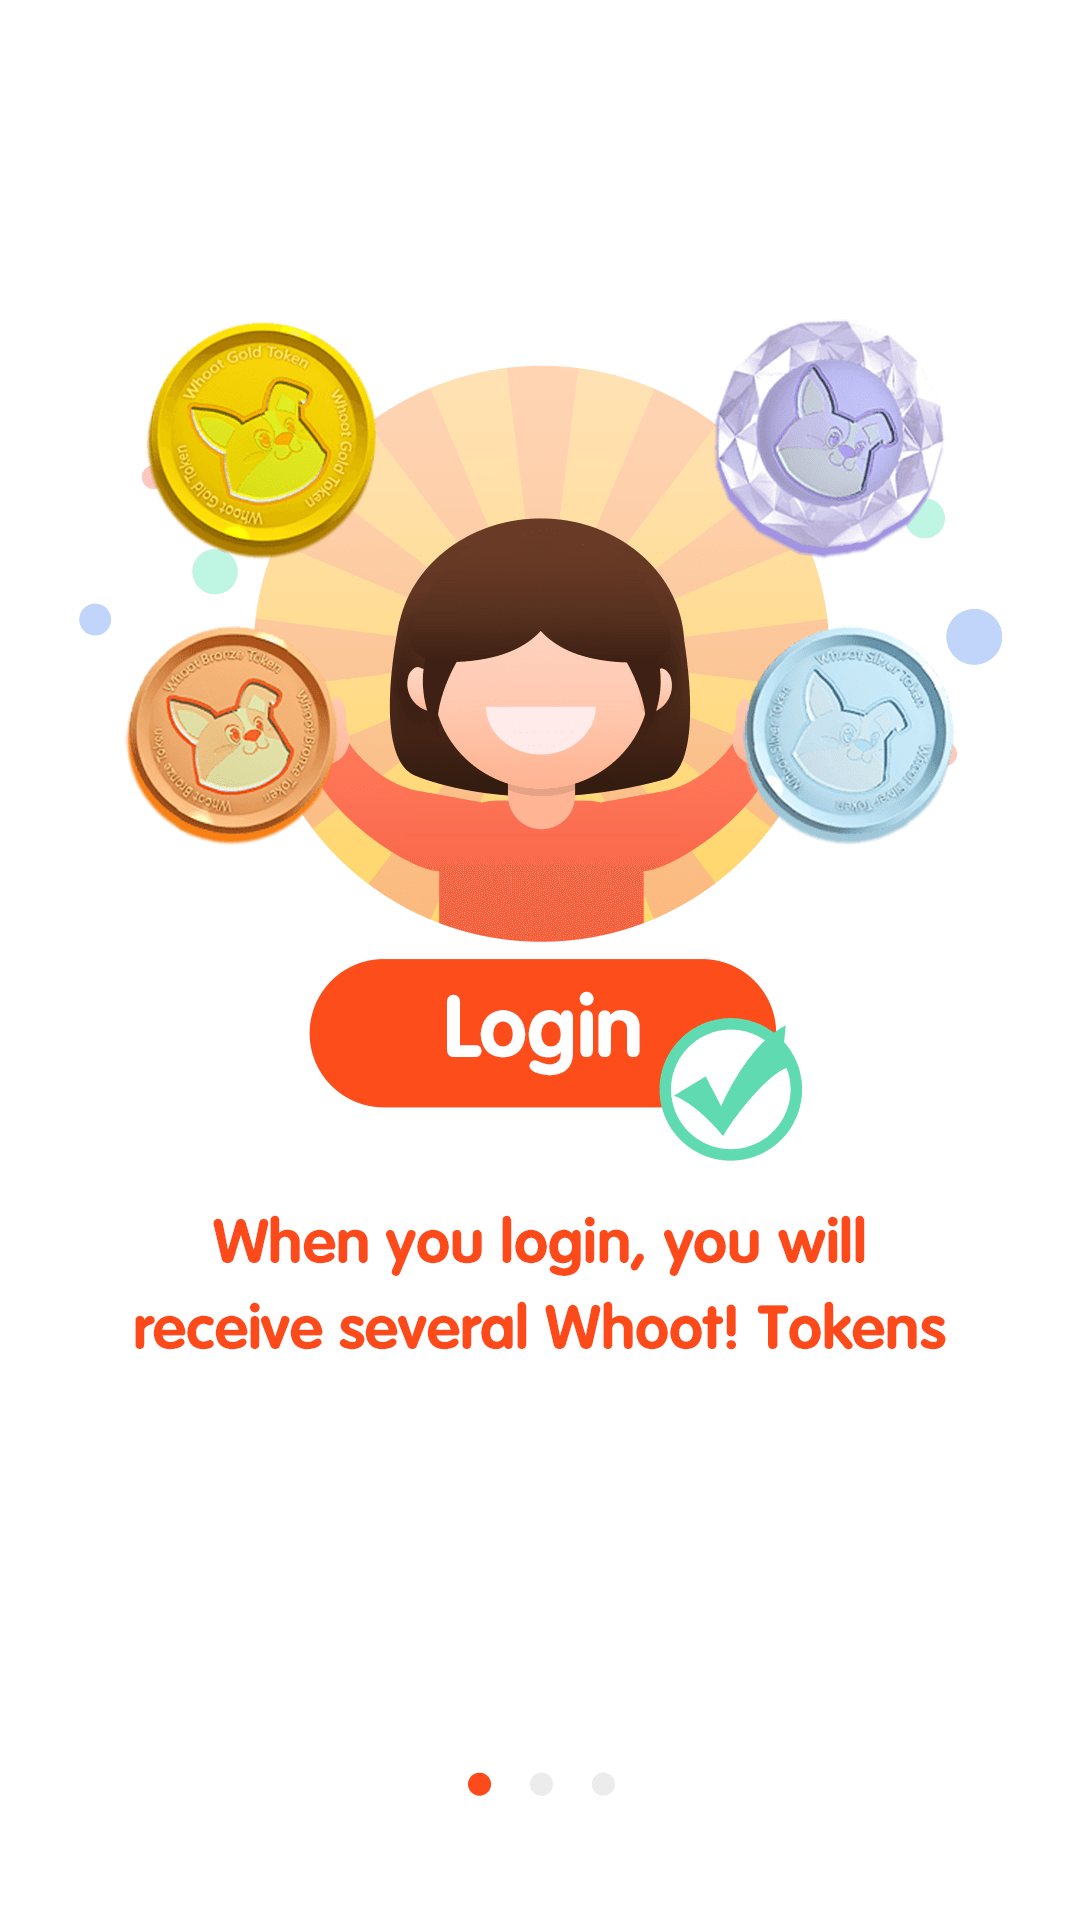 Whoot Gold Token Whoot Gold Token Whoot Gold Token
Whoot Bronze Token Whoot Bronze Token Whoot Bronze Token
Whoot Silver Token Whoot Silver Token Whoot Silver Token
Login
When you login, you will
receive several Whoot! Tokens